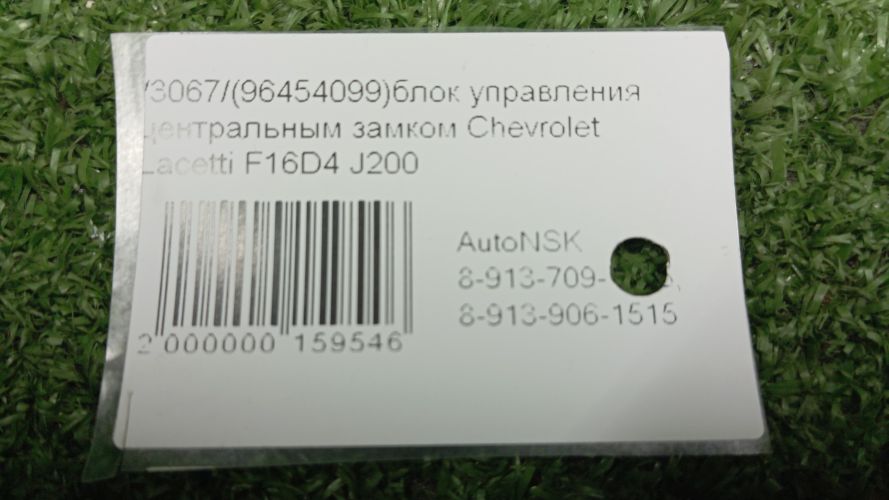 /3067/(96454099)блок управления
центральным замком Chevrolet
Lacetti F16D4 J200
AutoNSK
8-913-709-
8-913-906-1515
2 000000 159546